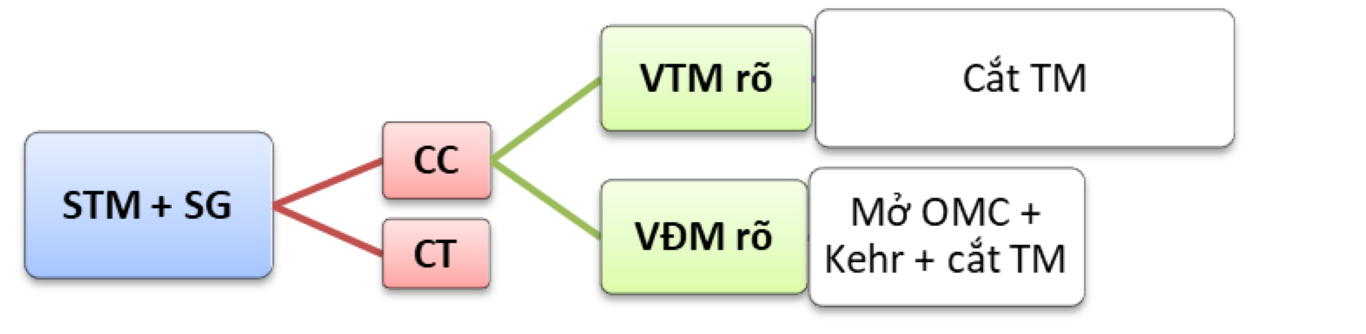 STM + SG
CC
CT
VTM rõ
Cắt TM
VĐM rõ
Mở OMC +
Kehr + cắt TM